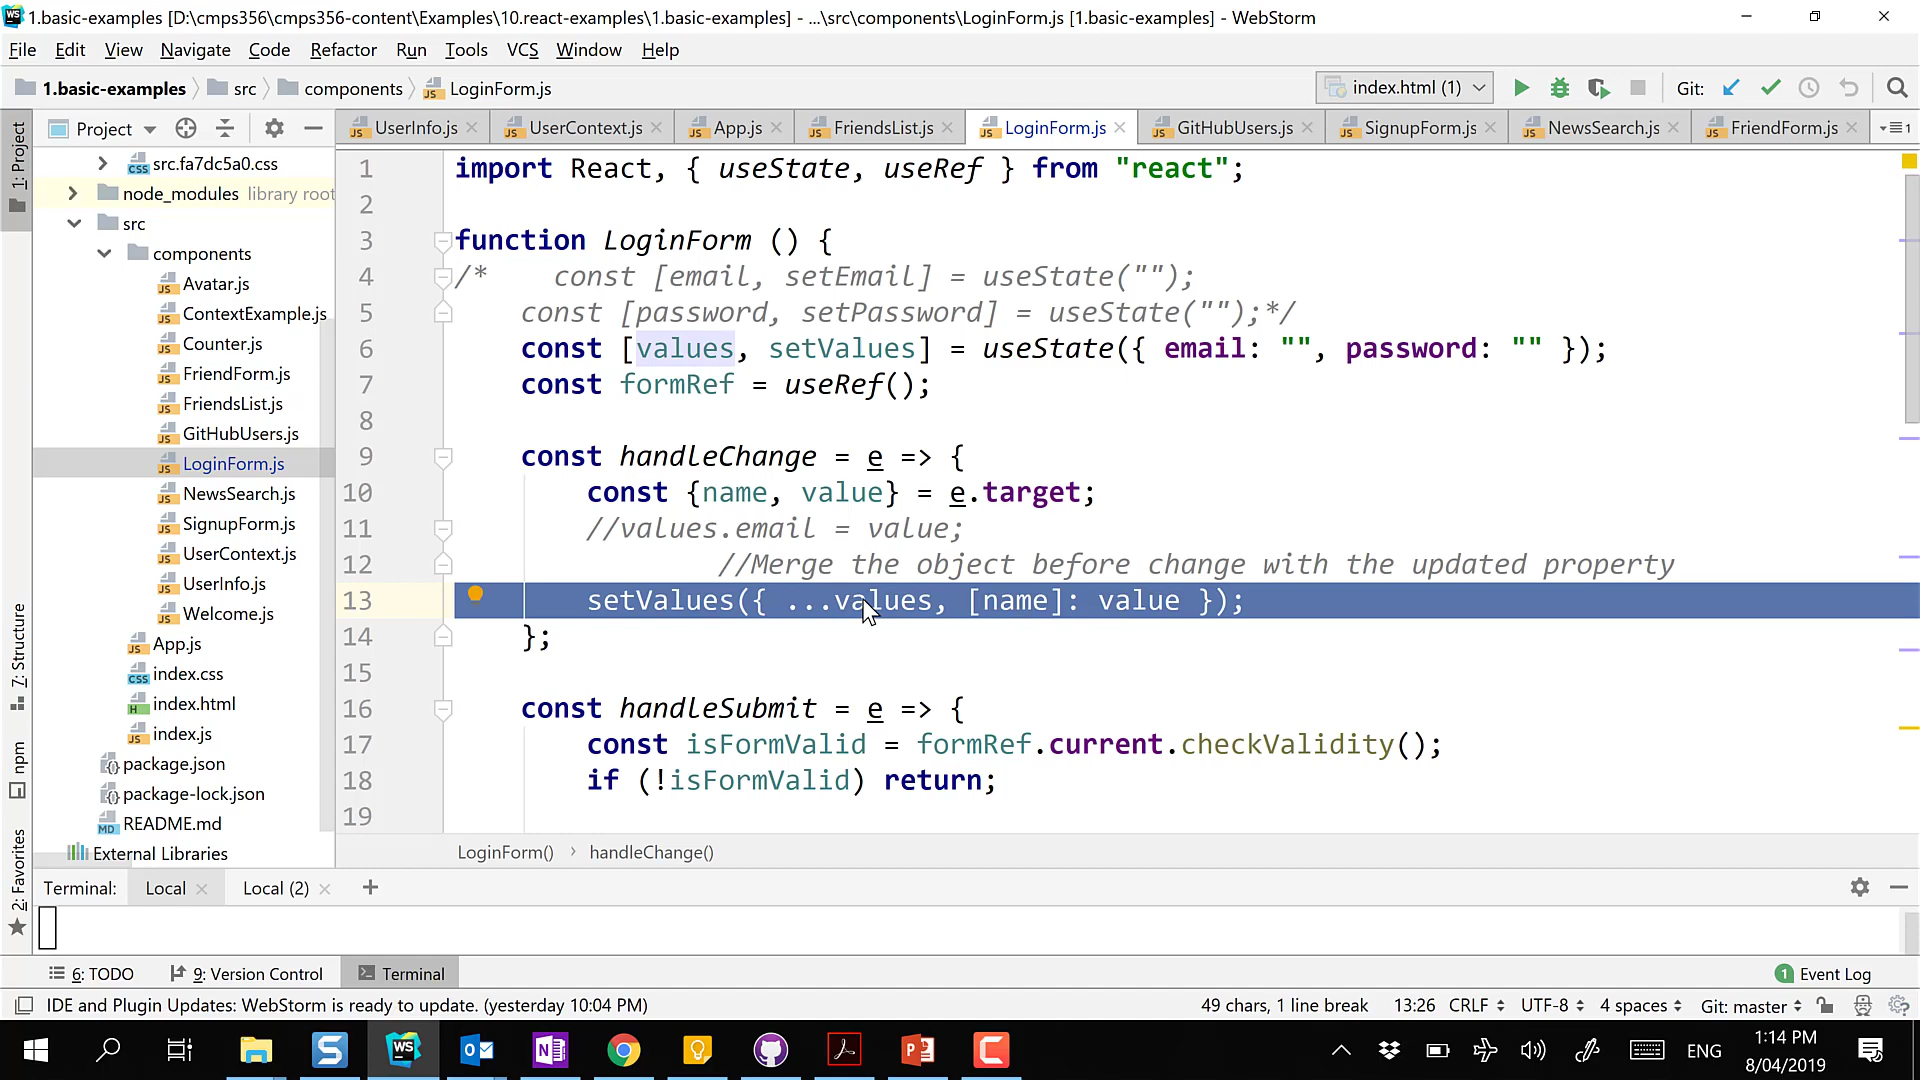 1.basic-examples [D:\cmps356\cmps356-content\Examples\10.react-examples\1.basic-examples] - ...\src\components\LoginForm.js [1.basic-examples] - WebStorm
File Edit View Navigate Code Refactor Run Tools VCS Window Help
1.basic-examples src components LoginForm.js index.html (1) Git:
Project UserInfo.js UserContext.js App.js FriendsList.js LoginForm.js GitHubUsers.js SignupForm.js NewsSearch.js FriendForm.js 1
1: Project
7: Structure
npm
2: Favorites
src.fa7dc5a0.css
node_modules library root
src
components
Avatar.js
ContextExample.js
Counter.js
FriendForm.js
FriendsList.js
GitHubUsers.js
LoginForm.js
NewsSearch.js
SignupForm.js
UserContext.js
UserInfo.js
Welcome.js
App.js
index.css
index.html
index.js
package.json
package-lock.json
README.md
External Libraries
1 import React, { useState, useRef } from "react";
2
3 function LoginForm () {
4 /* const [email, setEmail] = useState("");
5 const [password, setPassword] = useState("");*/
6 const [values, setValues] = useState({ email: "", password: "" });
7 const formRef = useRef();
8
9 const handleChange = e => {
10 const {name, value} = e.target;
11 //values.email = value;
12 //Merge the object before change with the updated property
13 setValues({ ...values, [name]: value });
14 };
15
16 const handleSubmit = e => {
17 const isFormValid = formRef.current.checkValidity();
18 if (!isFormValid) return;
19
LoginForm() handleChange()
Terminal: Local Local (2)
6: TODO 9: Version Control Terminal 1 Event Log
IDE and Plugin Updates: WebStorm is ready to update. (yesterday 10:04 PM) 49 chars, 1 line break 13:26 CRLF UTF-8 4 spaces Git: master
ENG 1:14 PM
8/04/2019